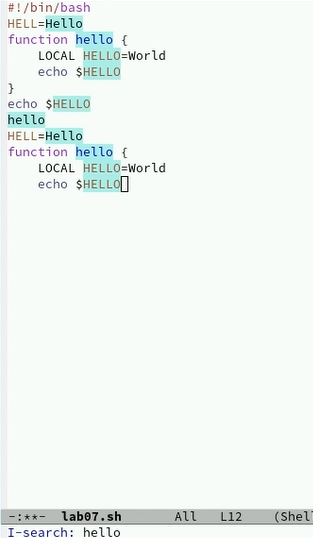 #!/bin/bash
HELL=Hello
function hello {
    LOCAL HELLO=World
    echo $HELLO
}
echo $HELLO
hello
HELL=Hello
function hello {
    LOCAL HELLO=World
    echo $HELLO
-:**-  lab07.sh       All   L12    (Shel
I-search: hello